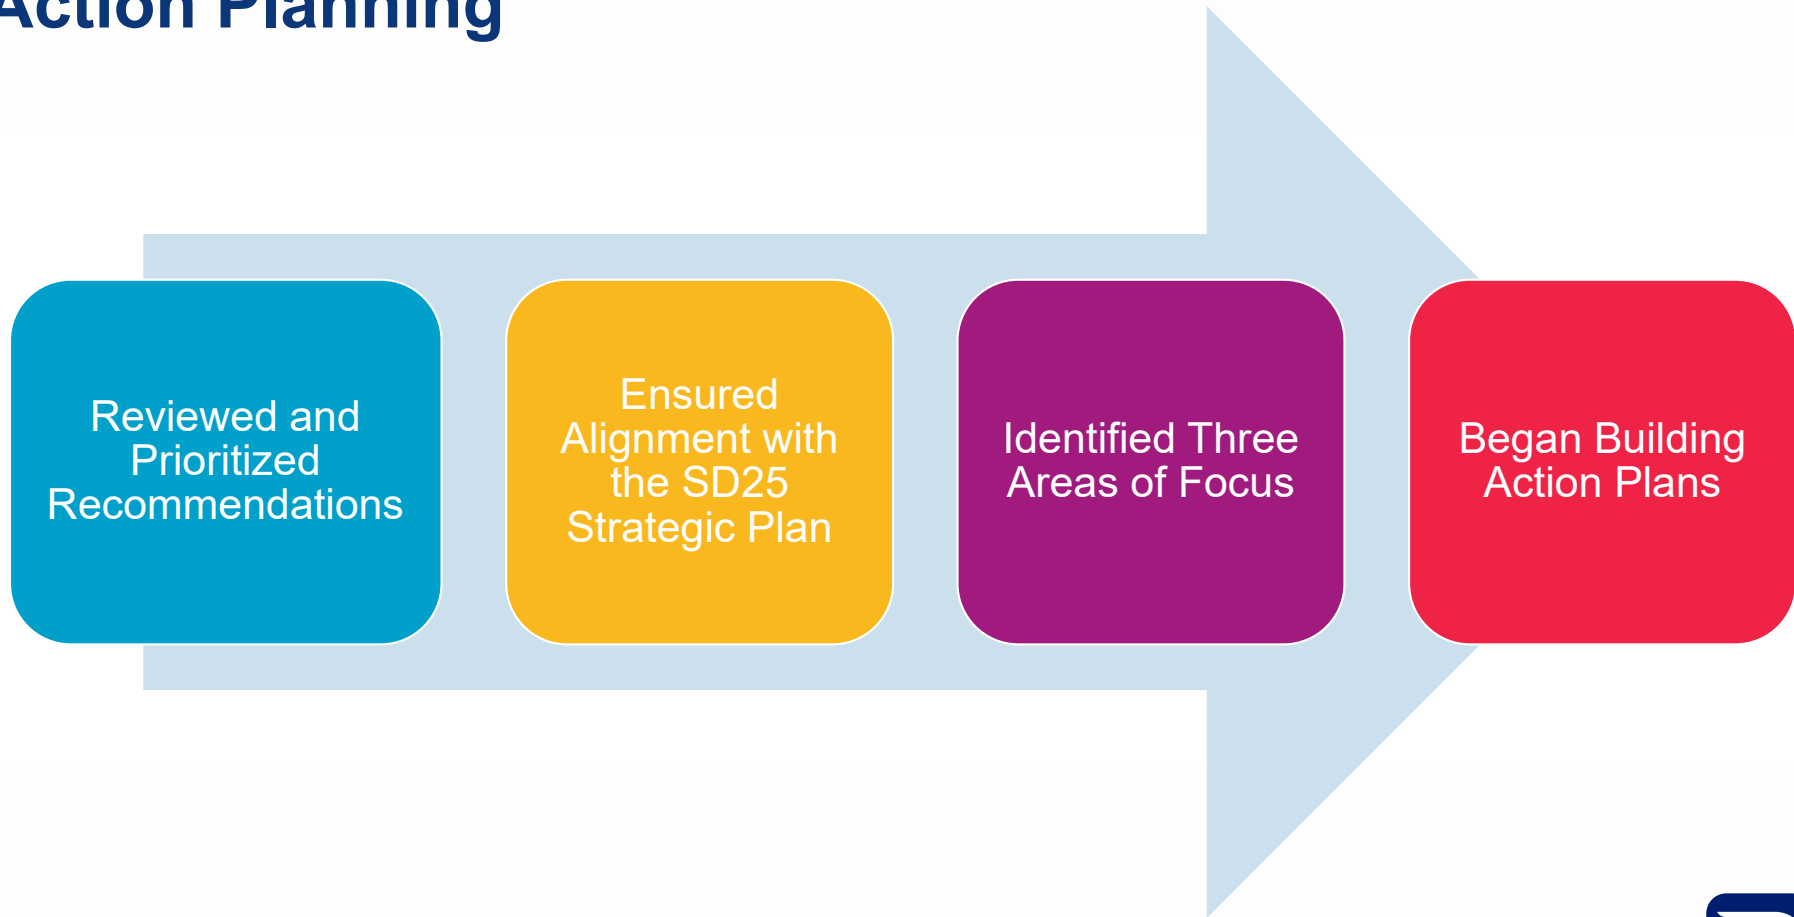 Action Planning
Reviewed and
Prioritized
Recommendations
Ensured
Alignment with
the SD25
Strategic Plan
Identified Three
Areas of Focus
Began Building
Action Plans